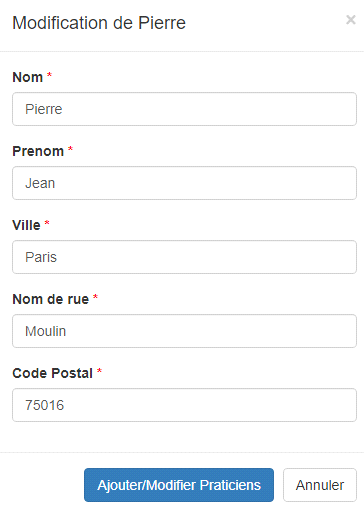 Modification de Pierre ×
Nom *
Pierre
Prenom *
Jean
Ville *
Paris
Nom de rue *
Moulin
Code Postal *
75016
Ajouter/Modifier Praticiens Annuler